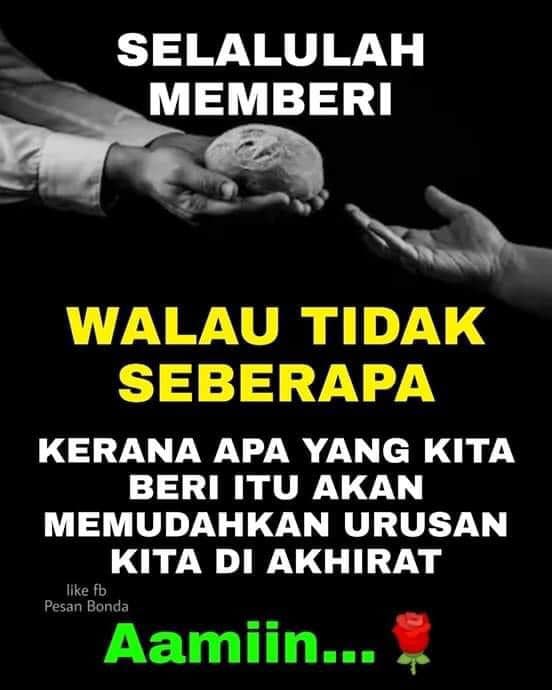 SELALULAH
MEMBERI
WALAU TIDAK
SEBERAPA
KERANA APA YANG KITA
BERI ITU AKAN
MEMUDAHKAN URUSAN
KITA DI AKHIRAT
like fb
Pesan Bonda
Aamiin...🌹